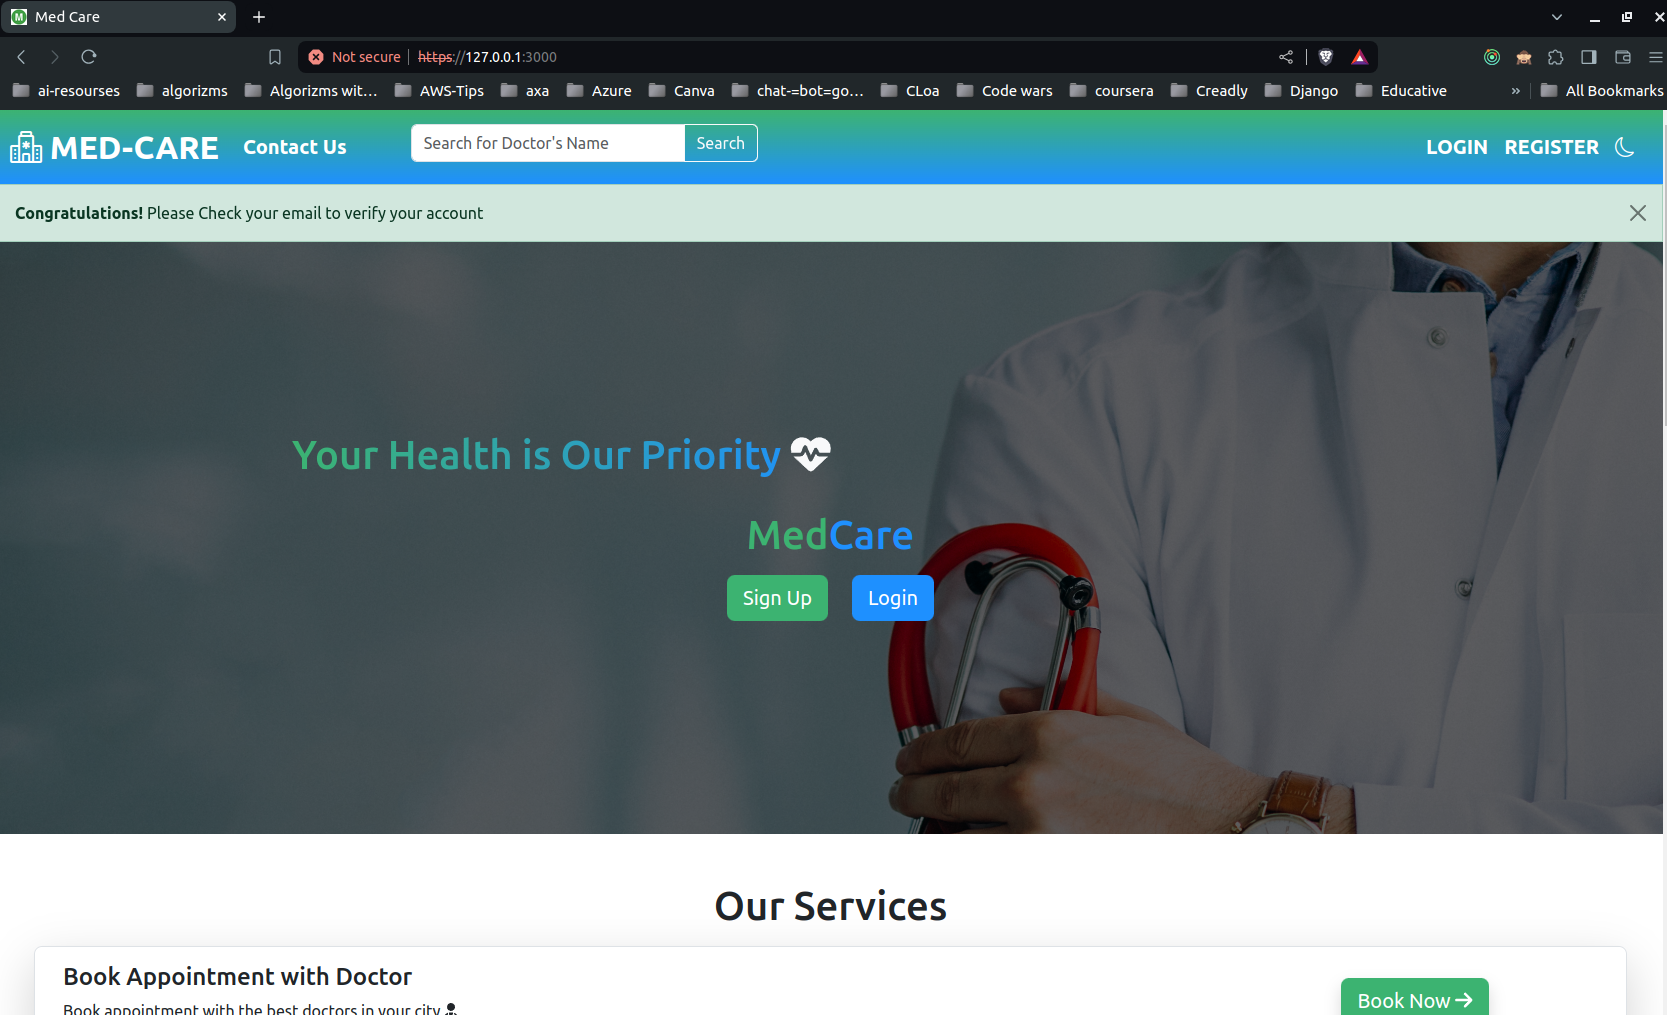 M Med Care
Not secure https://127.0.0.1:3000
ai-resourses algorizms Algorizms wit... AWS-Tips axa Azure Canva chat-=bot=go... CLoa Code wars coursera Creadly Django Educative » All Bookmarks
MED-CARE Contact Us Search for Doctor's Name Search LOGIN REGISTER
Congratulations! Please Check your email to verify your account
Your Health is Our Priority
MedCare
Sign Up Login
Our Services
Book Appointment with Doctor
Book Now
Book appointment with the best doctors in your city